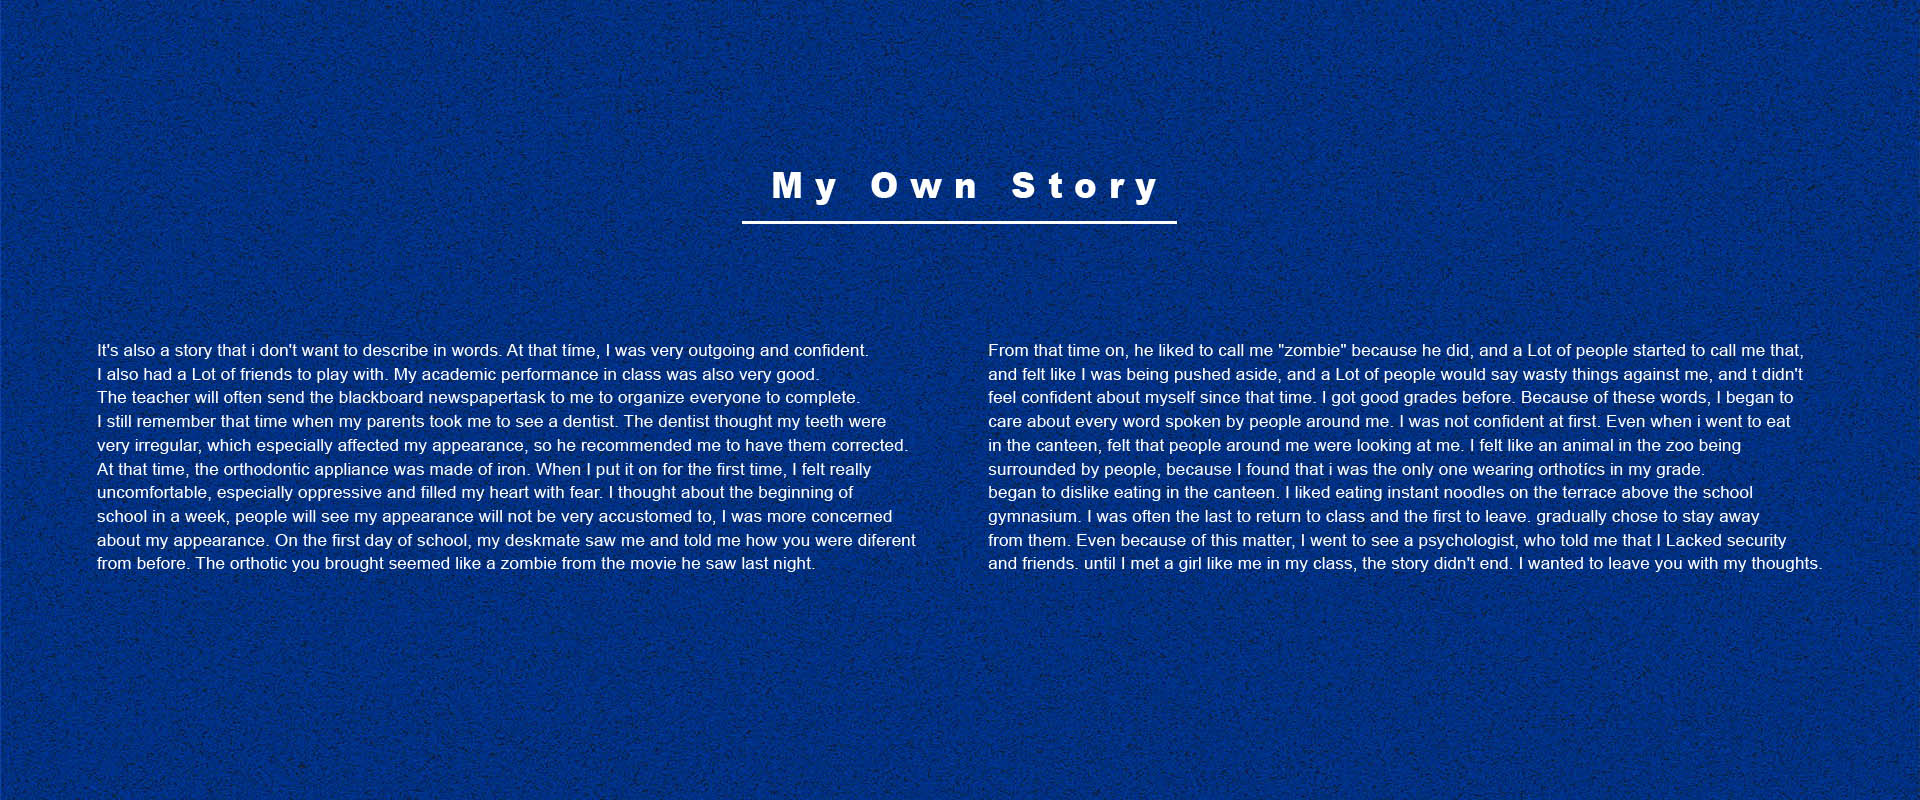 My Own Story
It's also a story that i don't want to describe in words. At that tíme, I was very outgoing and confident.
I also had a Lot of friends to play with. My academic performance in class was also very good.
The teacher will often send the blackboard newspapertask to me to organize everyone to complete.
I still remember that time when my parents took me to see a dentist. The dentist thought my teeth were
very irregular, which especially affected my appearance, so he recommended me to have them corrected.
At that time, the orthodontic appliance was made of iron. When I put it on for the first time, I felt really
uncomfortable, especially oppressive and filled my heart with fear. I thought about the beginning of
school in a week, people will see my appearance will not be very accustomed to, I was more concerned
about my appearance. On the first day of school, my deskmate saw me and told me how you were diferent
from before. The orthotic you brought seemed like a zombie from the movie he saw last night.
From that time on, he liked to call me "zombie" because he did, and a Lot of people started to call me that,
and felt like I was being pushed aside, and a Lot of people would say wasty things against me, and t didn't
feel confident about myself since that time. I got good grades before. Because of these words, I began to
care about every word spoken by people around me. I was not confident at first. Even when i went to eat
in the canteen, felt that people around me were looking at me. I felt like an animal in the zoo being
surrounded by people, because I found that i was the only one wearing orthotícs in my grade.
began to dislike eating in the canteen. I liked eating instant noodles on the terrace above the school
gymnasium. I was often the last to return to class and the first to leave. gradually chose to stay away
from them. Even because of this matter, I went to see a psychologist, who told me that I Lacked security
and friends. until I met a girl like me in my class, the story didn't end. I wanted to leave you with my thoughts.